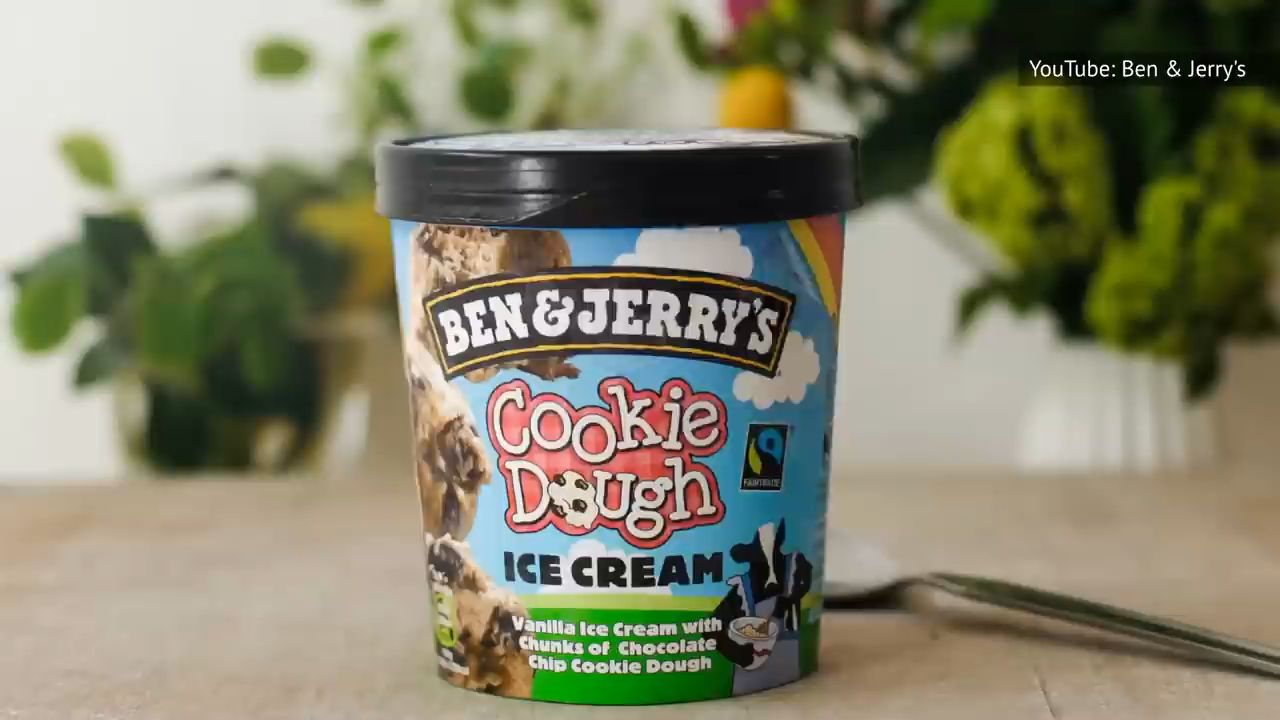 YouTube: Ben & Jerry's
BEN & JERRY'S
Cookie
Dough
FAIRTRADE
ICE CREAM
Vanilla Ice Cream with
Chunks of Chocolate
Chip Cookie Dough